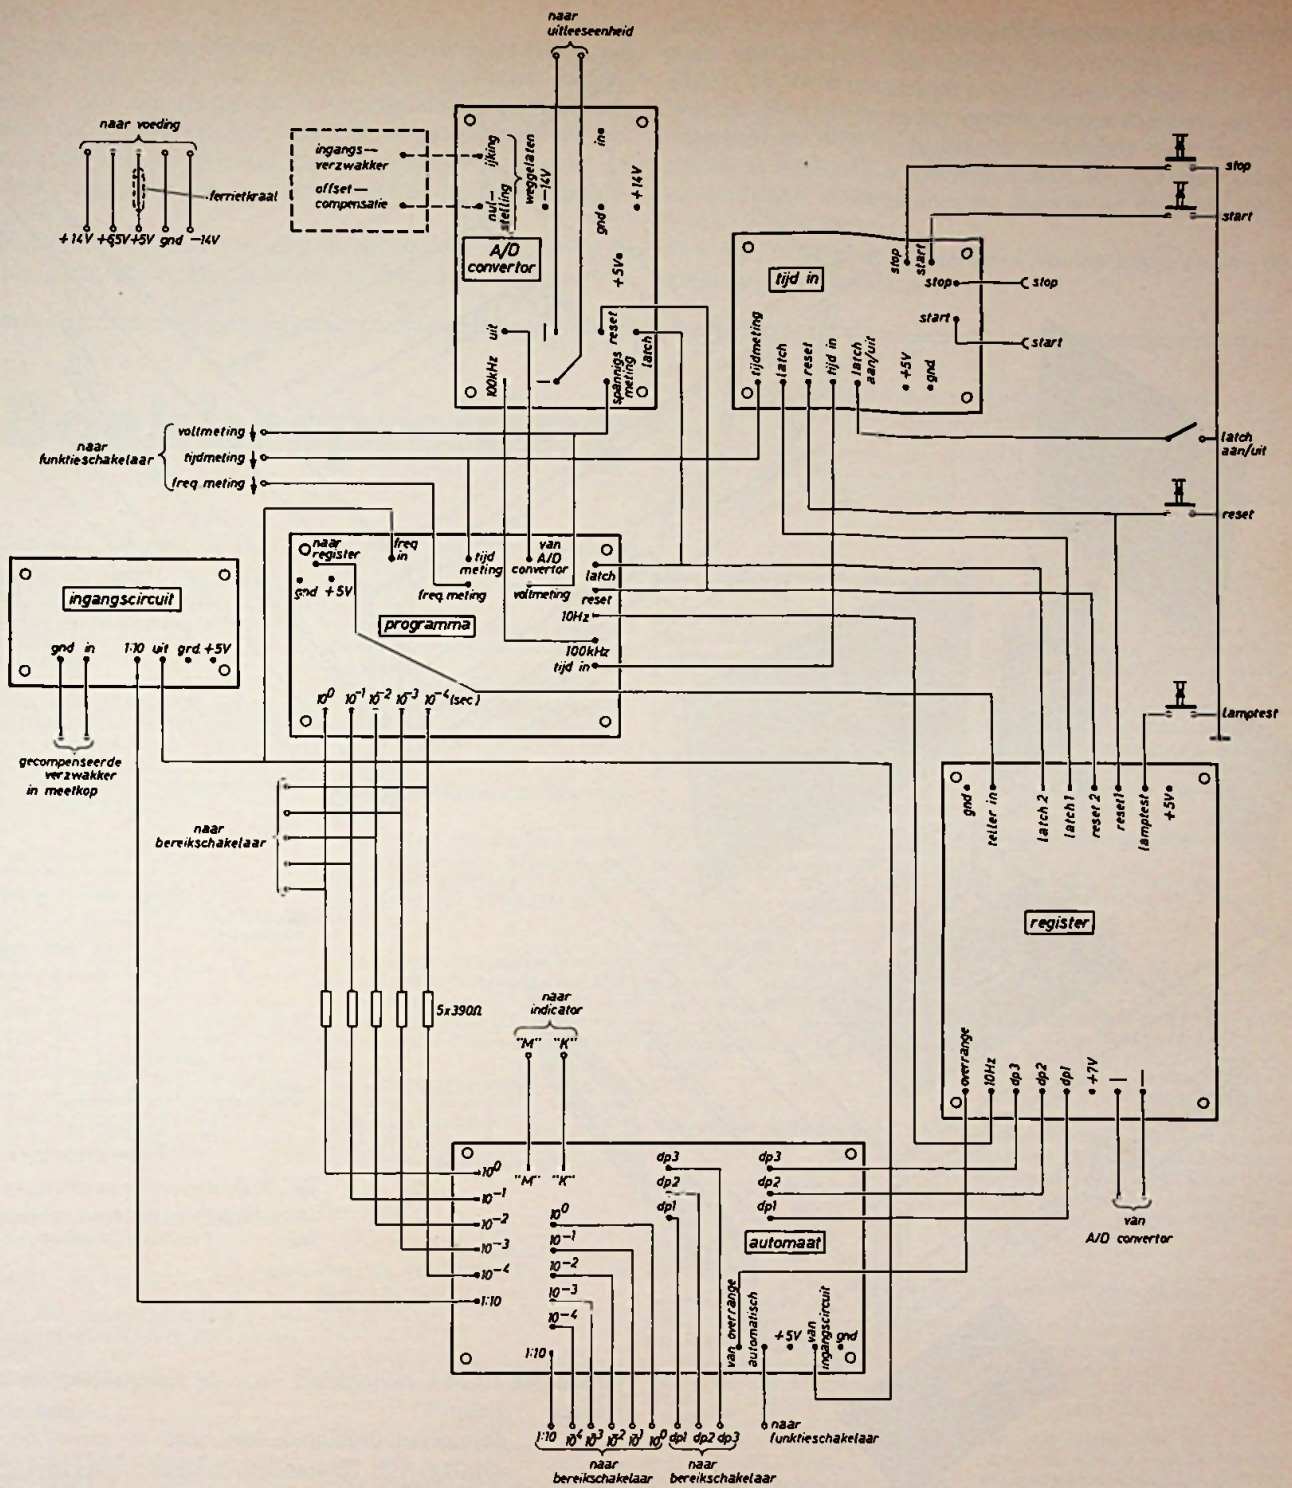 naar
uitleeseenheid
naar voeding
ferrietkraal
+14V +6,5V +5V gnd -14V
ingangs-
verzwakker
offset-
compensatie
ijking
nul-
stelling
weggelaten
-14V
in
gnd
+14V
+5V
A/D
convertor
uit
100kHz
reset
latch
spannings
meting
tijd in
stop
start
stop
start
stop
start
tijdmeting
latch
reset
tijd in
latch
aan/uit
+5V
gnd.
stop
start
latch
aan/uit
reset
lamptest
naar
funktieschakelaar
voltmeting
tijdmeting
freq meting
ingangscircuit
gnd in 1:10 uit grd. +5V
gecompenseerde
verzwakker
in meetkop
naar
register
gnd +5V
freq
in
tijd
meting
freq. meting
van
A/D
convertor
voltmeting
latch
reset
10Hz
100kHz
tijd in
programma
10⁰ 10⁻¹ 10⁻² 10⁻³ 10⁻⁴ (sec)
naar
bereikschakelaar
5x390Ω
gnd
teller in
latch 2
latch 1
reset 2
reset 1
lamptest
+5V
register
overrange
10Hz
dp3
dp2
dp1
+7V
van
A/D convertor
naar
indicator
"M" "K"
"M" "K"
10⁰
10⁻¹
10⁻²
10⁻³
10⁻⁴
1:10
10⁰
10⁻¹
10⁻²
10⁻³
10⁻⁴
1:10
dp3
dp2
dp1
dp3
dp2
dp1
automaat
van overrange
automatisch
+5V
van
ingangscircuit
gnd
1:10 10⁴ 10³ 10² 10¹ 10⁰ dp1 dp2 dp3
naar
bereikschakelaar
naar
bereikschakelaar
naar
funktieschakelaar